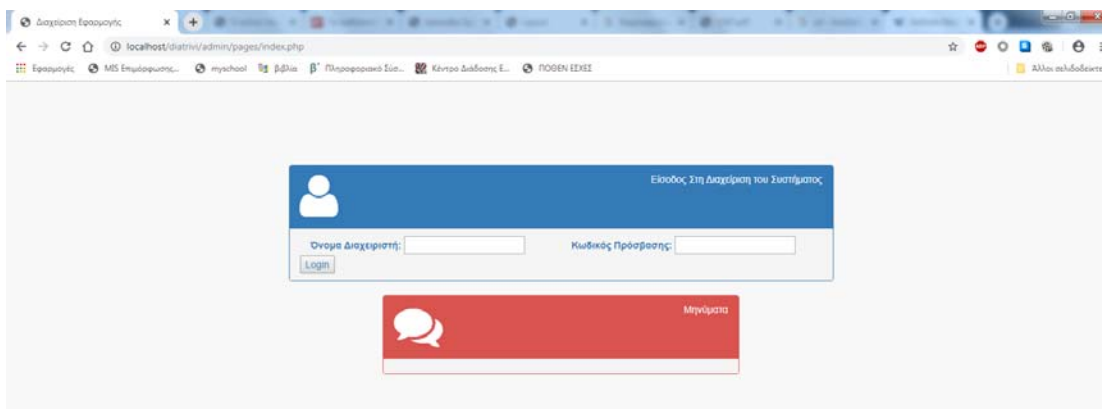 Διαχείριση Εφαρμογής
localhost/diatrivi/admin/pages/index.php
Εφαρμογές MIS Επιμόρφωσης... myschool βιβλία Πληροφοριακό Σύσ... Κέντρο Διάδοσης Ε... ΠΟΘΕΝ ΕΣΧΕΣ Άλλοι σελιδοδείκτε
Είσοδος Στη Διαχείριση του Συστήματος
Όνομα Διαχειριστή: Κωδικός Πρόσβασης:
Login
Μηνύματα